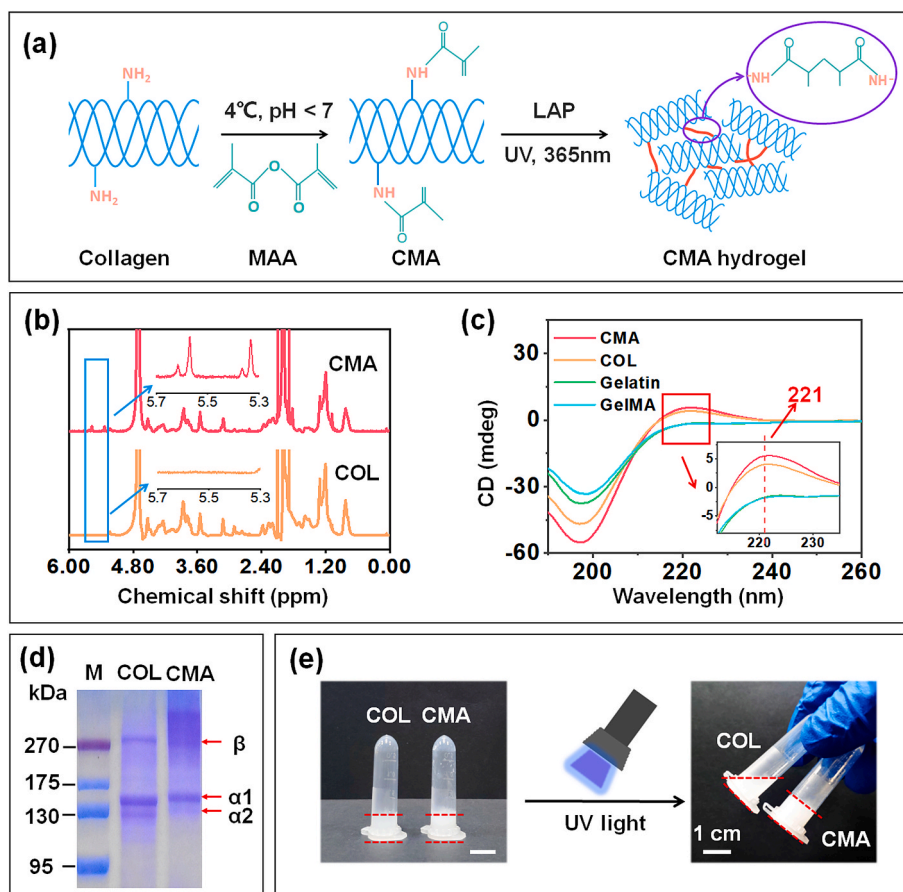 (a)
NH₂
NH₂
Collagen
4℃, pH < 7
O
O
O
MAA
NH
O
NH
O
CMA
LAP
UV, 365nm
O
O
NH
NH
CMA hydrogel
(b)
CMA
5.7 5.5 5.3
COL
5.7 5.5 5.3
6.00 4.80 3.60 2.40 1.20 0.00
Chemical shift (ppm)
(c)
CD (mdeg)
45
30
0
-30
-60
CMA
COL
Gelatin
GelMA
221
5
0
-5
220 230
200 220 240 260
Wavelength (nm)
(d)
M COL CMA
kDa
270
175
130
95
β
α1
α2
(e)
COL CMA
UV light
COL
CMA
1 cm